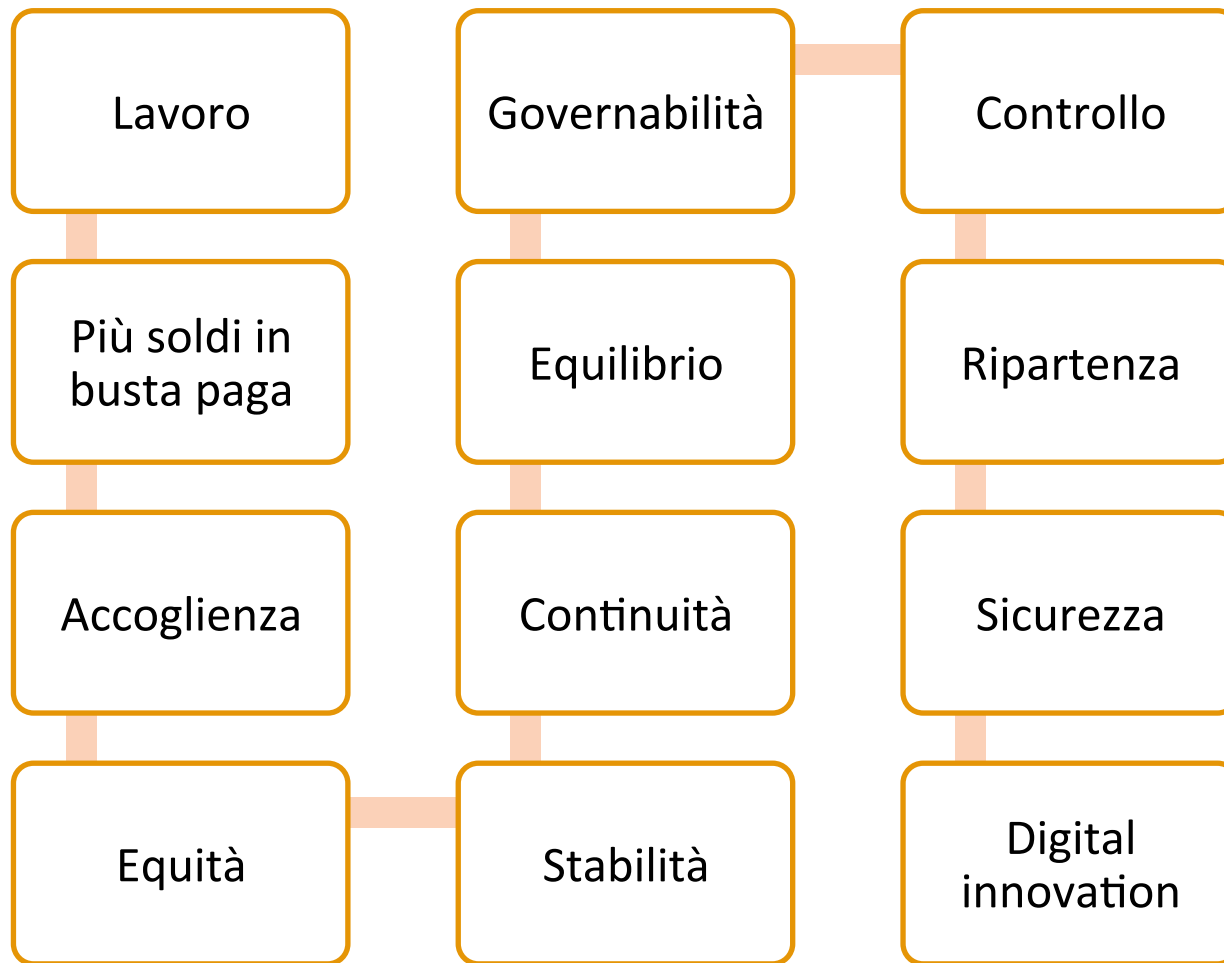 Lavoro
Più soldi in
busta paga
Accoglienza
Equità
Stabilità
Continuità
Equilibrio
Governabilità
Controllo
Ripartenza
Sicurezza
Digital
innovation